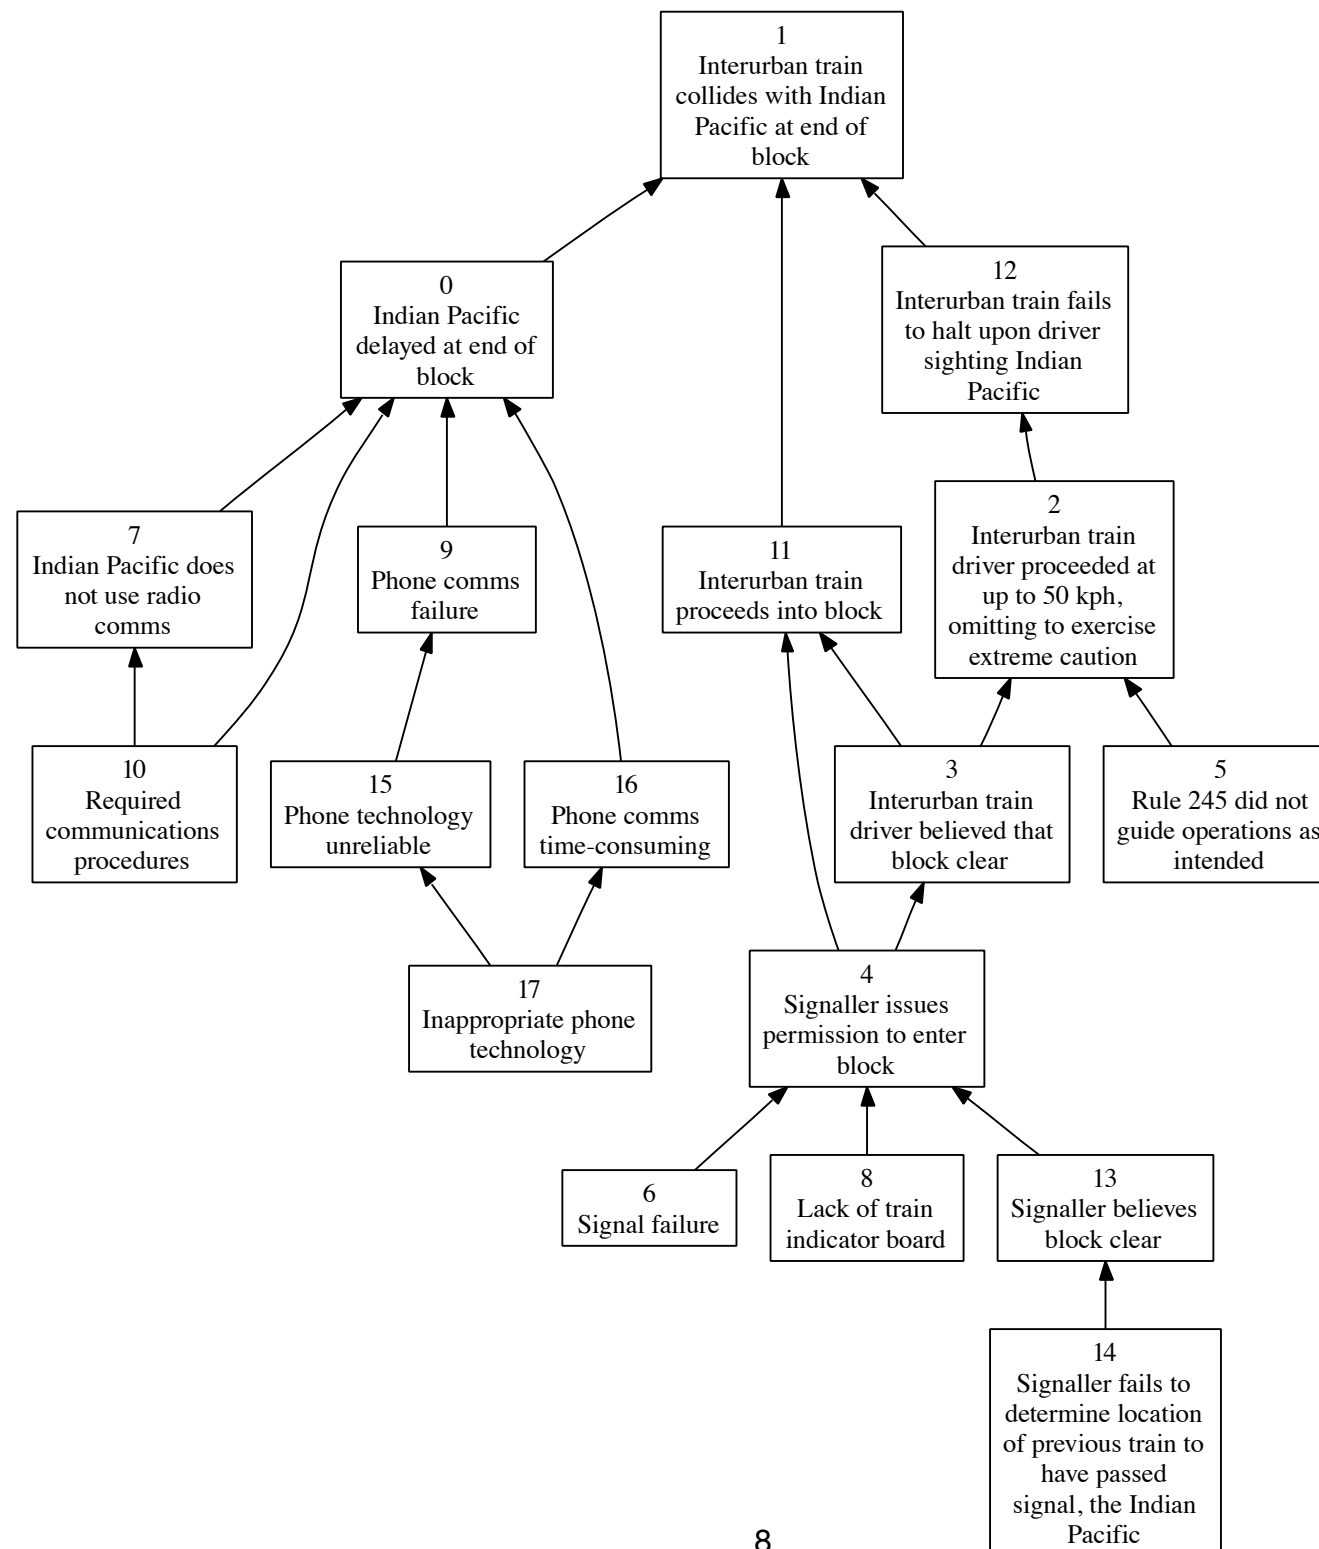 1
Interurban train
collides with Indian
Pacific at end of
block
0
Indian Pacific
delayed at end of
block
12
Interurban train fails
to halt upon driver
sighting Indian
Pacific
7
Indian Pacific does
not use radio
comms
9
Phone comms
failure
11
Interurban train
proceeds into block
2
Interurban train
driver proceeded at
up to 50 kph,
omitting to exercise
extreme caution
10
Required
communications
procedures
15
Phone technology
unreliable
16
Phone comms
time-consuming
3
Interurban train
driver believed that
block clear
5
Rule 245 did not
guide operations as
intended
17
Inappropriate phone
technology
4
Signaller issues
permission to enter
block
6
Signal failure
8
Lack of train
indicator board
13
Signaller believes
block clear
14
Signaller fails to
determine location
of previous train to
have passed
signal, the Indian
Pacific
8